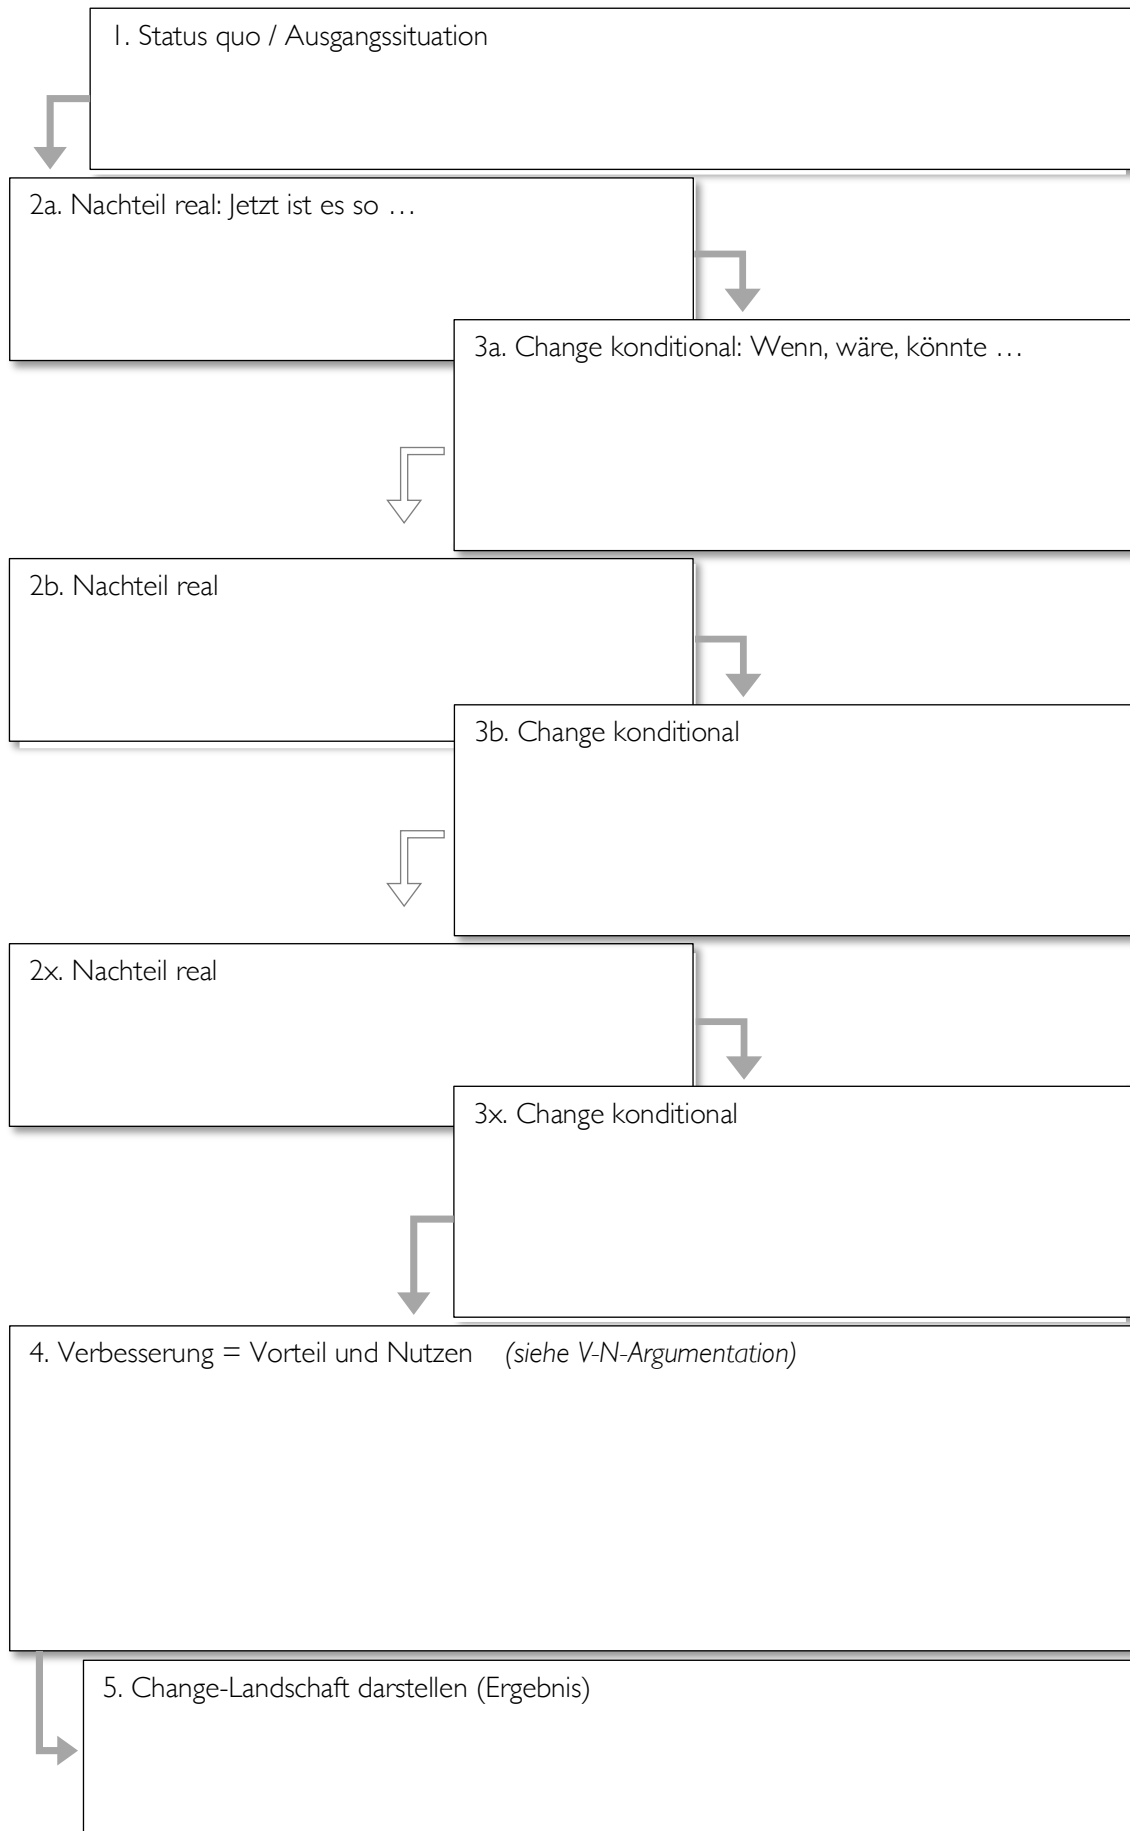 1. Status quo / Ausgangssituation
2a. Nachteil real: Jetzt ist es so …
3a. Change konditional: Wenn, wäre, könnte …
2b. Nachteil real
3b. Change konditional
2x. Nachteil real
3x. Change konditional
4. Verbesserung = Vorteil und Nutzen (siehe V-N-Argumentation)
5. Change-Landschaft darstellen (Ergebnis)